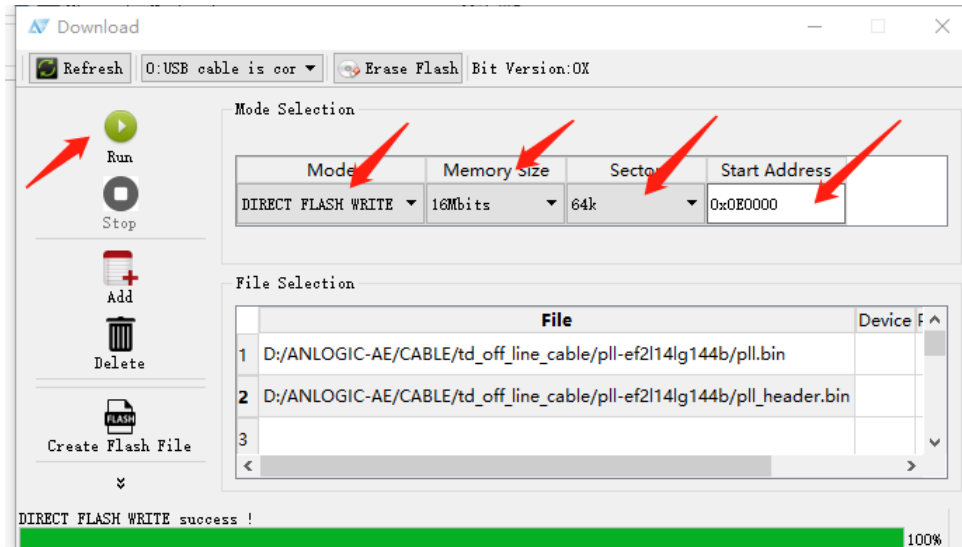 Download
Refresh 0:USB cable is cor Erase Flash Bit Version:0X
Run
Stop
Add
Delete
Create Flash File
Mode Selection
Mode Memory Size Sector Start Address
DIRECT FLASH WRITE 16Mbits 64k 0x0E0000
File Selection
File Device F
1 D:/ANLOGIC-AE/CABLE/td_off_line_cable/pll-ef2l14lg144b/pll.bin
2 D:/ANLOGIC-AE/CABLE/td_off_line_cable/pll-ef2l14lg144b/pll_header.bin
3
DIRECT FLASH WRITE success !
100%